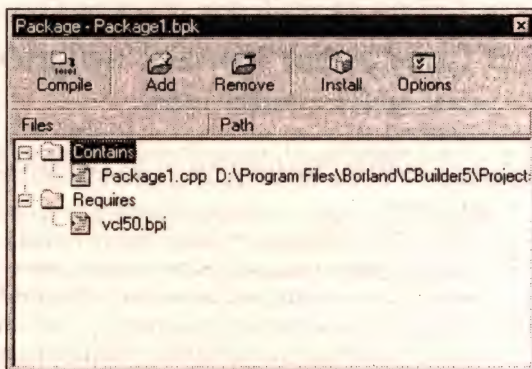 Package - Package1.bpk
Compile Add Remove Install Options
Files Path
Contains
Package1.cpp D:\Program Files\Borland\CBuilder5\Project
Requires
vcl50.bpi